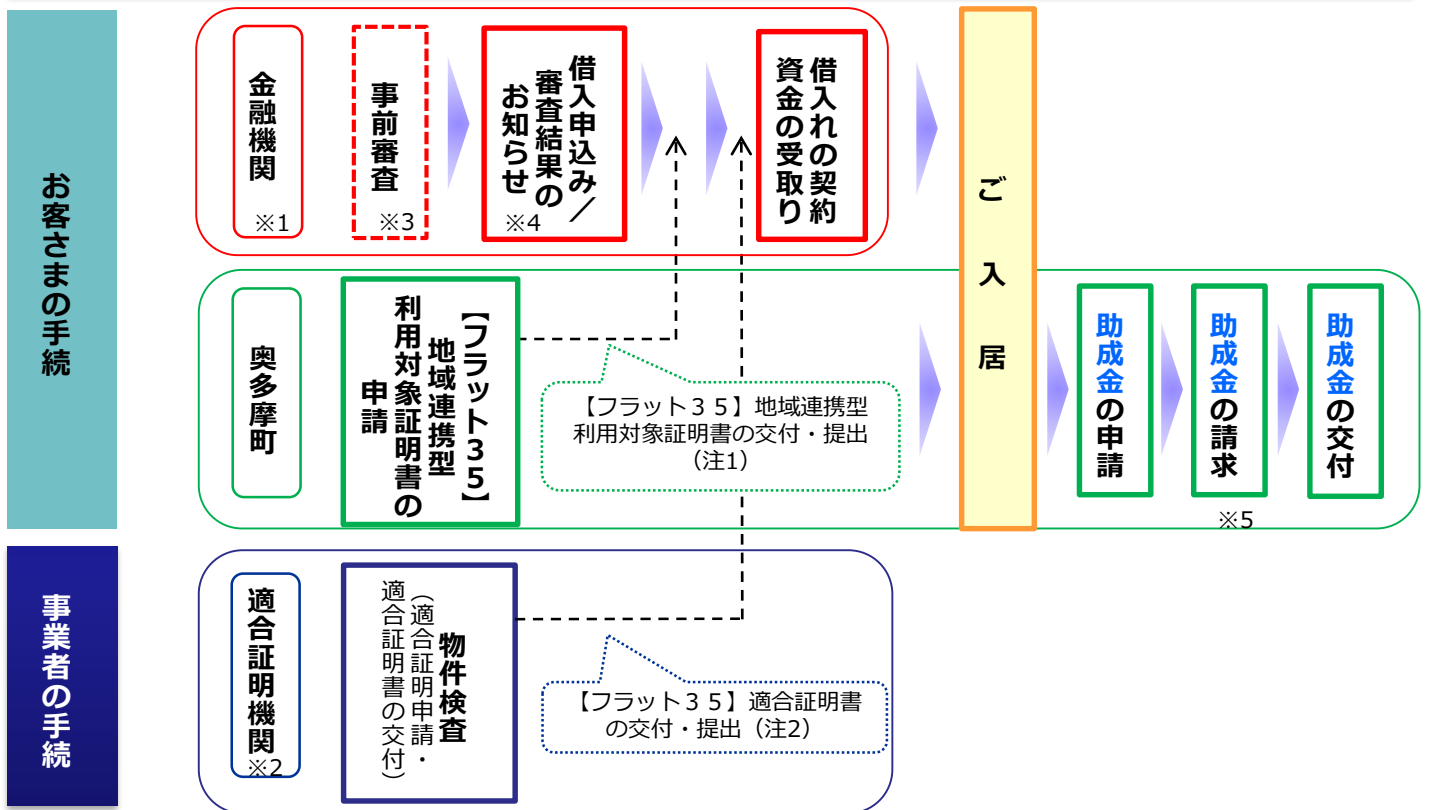 お客さまの手続
金融機関
※1
事前審査
※3
借入申込み／
審査結果の
お知らせ
※4
借入れの契約
資金の受取り
ご入居
奥多摩町
【フラット３５】
地域連携型
利用対象証明書の
申請
【フラット３５】地域連携型
利用対象証明書の交付・提出
（注1）
助成金の申請
助成金の請求
※5
助成金の交付
事業者の手続
適合証明機関
※2
物件検査
（適合証明申請・
適合証明書の交付）
【フラット３５】適合証明書
の交付・提出（注2）